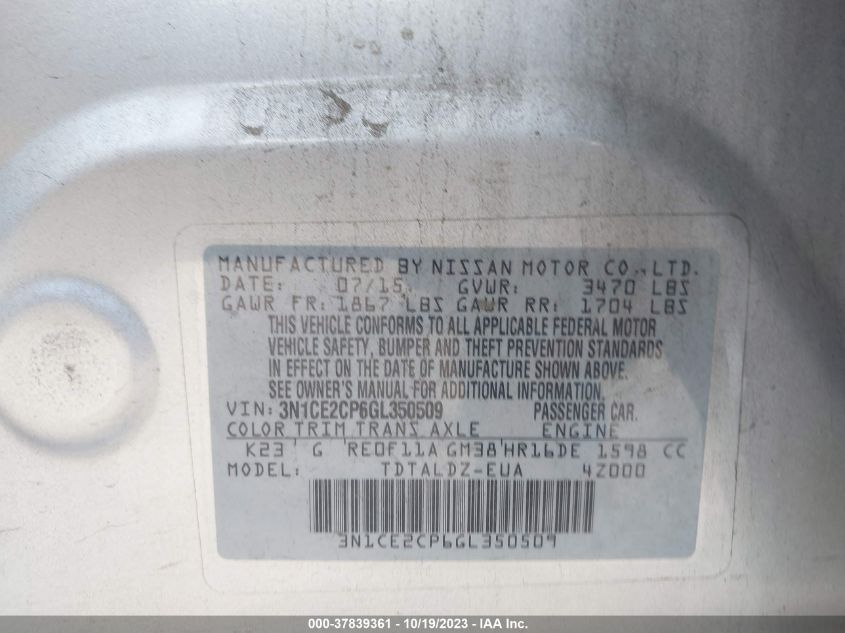 MANUFACTURED BY NISSAN MOTOR CO., LTD.
DATE: 07/15 GVWR: 3470 LBS
GAWR FR: 1867 LBS GAWR RR: 1704 LBS
THIS VEHICLE CONFORMS TO ALL APPLICABLE FEDERAL MOTOR
VEHICLE SAFETY, BUMPER AND THEFT PREVENTION STANDARDS
IN EFFECT ON THE DATE OF MANUFACTURE SHOWN ABOVE.
SEE OWNER'S MANUAL FOR ADDITIONAL INFORMATION.
VIN: 3N1CE2CP6GL350509 PASSENGER CAR.
COLOR TRIM TRANS AXLE ENGINE
K23 G RE0F11A GM38 HR16DE 1598 CC
MODEL: TDTALDZ-EUA 4Z000
3N1CE2CP6GL350509
000-37839361 - 10/19/2023 - IAA Inc.